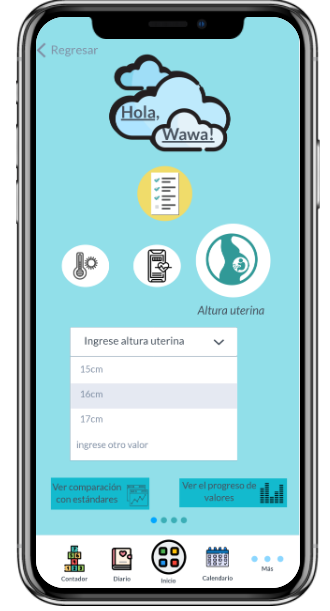 Regresar
Hola,
Wawa!
Altura uterina
Ingrese altura uterina
15cm
16cm
17cm
ingrese otro valor
Ver comparación
con estándares
Ver el progreso de
valores
Contador
Diario
Inicio
Calendario
Más